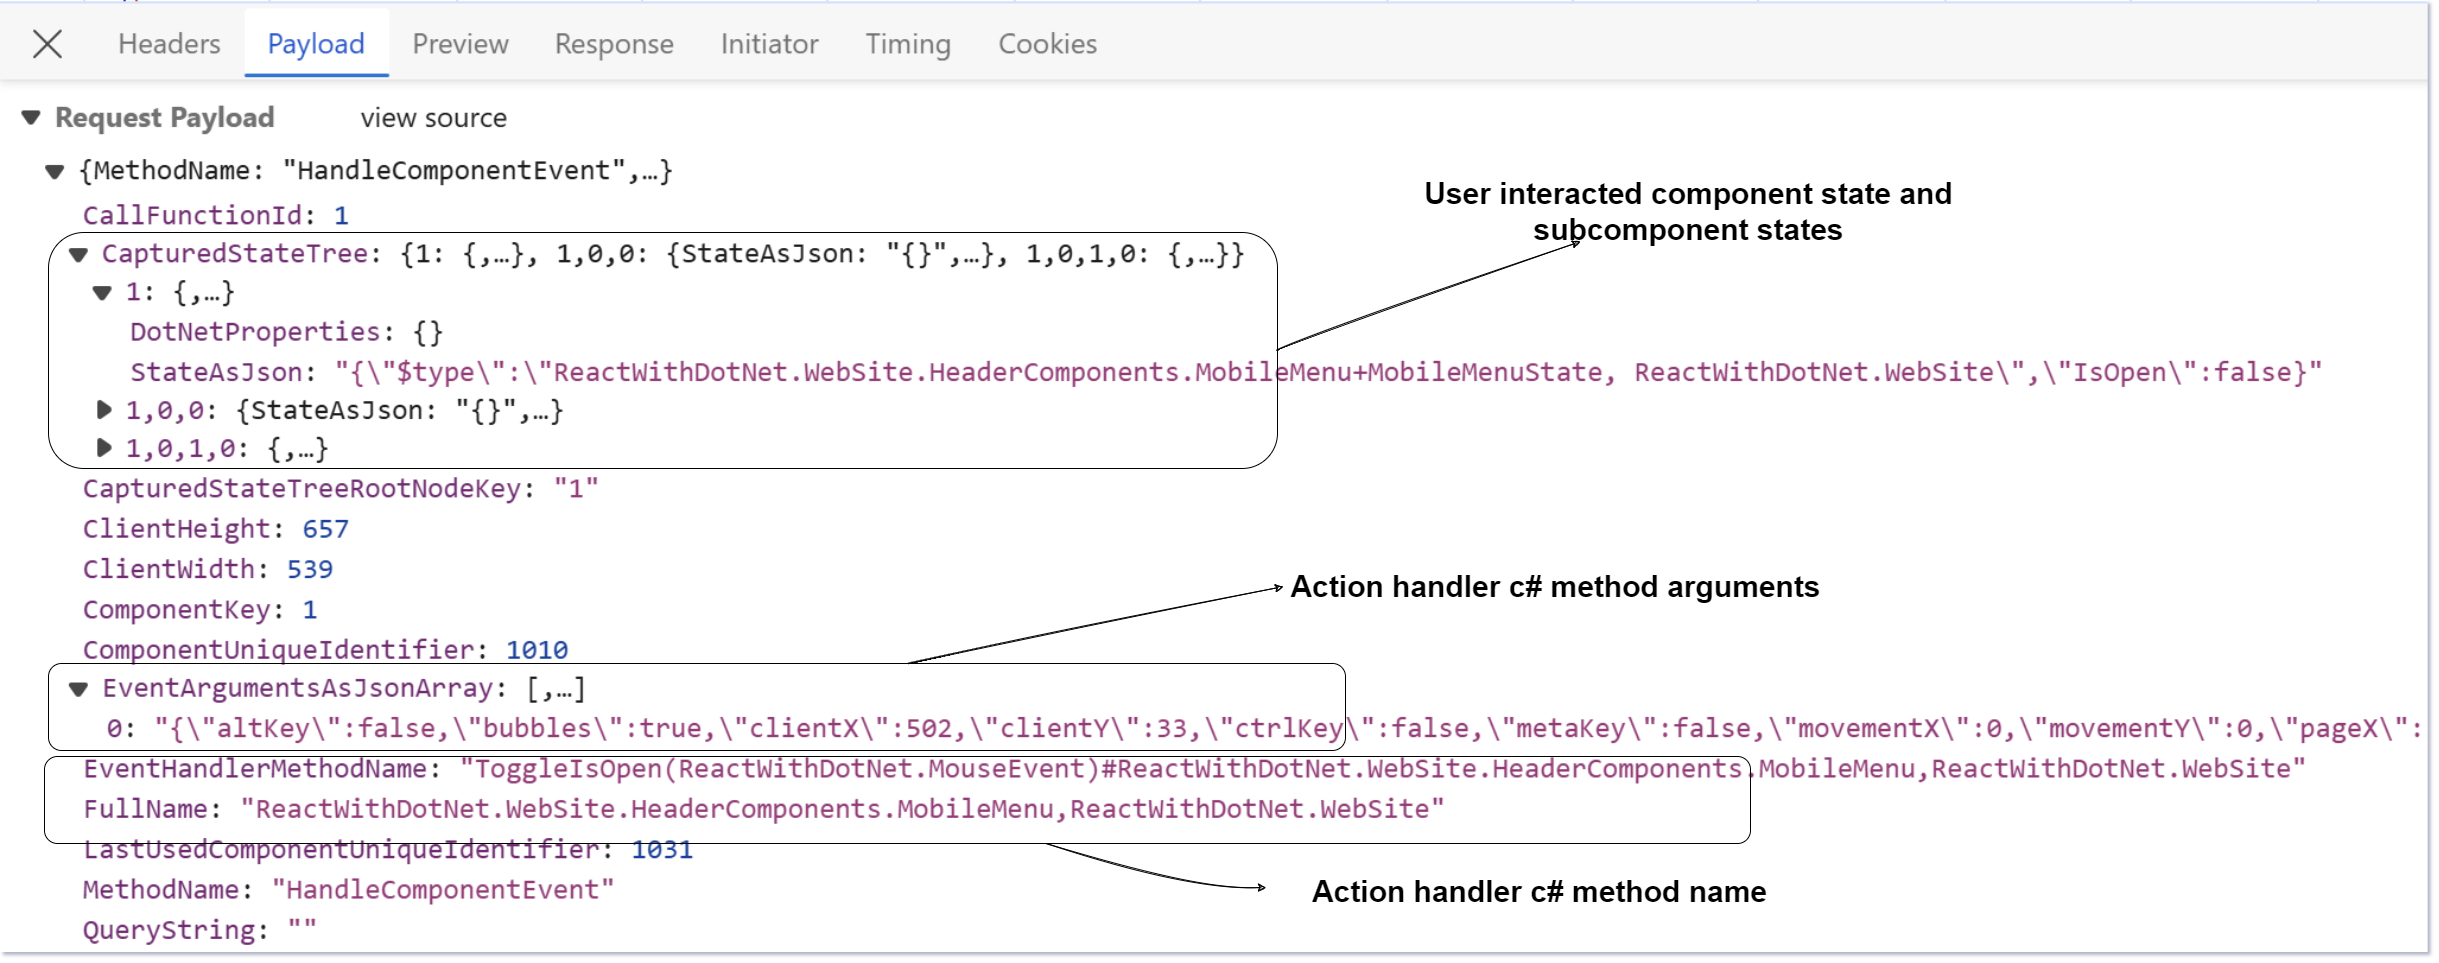 Headers Payload Preview Response Initiator Timing Cookies
Request Payload view source
{MethodName: "HandleComponentEvent",…}
CallFunctionId: 1
CapturedStateTree: {1: {,…}, 1,0,0: {StateAsJson: "{}",…}, 1,0,1,0: {,…}}
1: {,…}
DotNetProperties: {}
StateAsJson: "{\"$type\":\"ReactWithDotNet.WebSite.HeaderComponents.MobileMenu+MobileMenuState, ReactWithDotNet.WebSite\",\"IsOpen\":false}"
1,0,0: {StateAsJson: "{}",…}
1,0,1,0: {,…}
User interacted component state and
subcomponent states
CapturedStateTreeRootNodeKey: "1"
ClientHeight: 657
ClientWidth: 539
ComponentKey: 1
ComponentUniqueIdentifier: 1010
Action handler c# method arguments
EventArgumentsAsJsonArray: [,…]
0: "{\"altKey\":false,\"bubbles\":true,\"clientX\":502,\"clientY\":33,\"ctrlKey\":false,\"metaKey\":false,\"movementX\":0,\"movementY\":0,\"pageX\":
EventHandlerMethodName: "ToggleIsOpen(ReactWithDotNet.MouseEvent)#ReactWithDotNet.WebSite.HeaderComponents.MobileMenu,ReactWithDotNet.WebSite"
FullName: "ReactWithDotNet.WebSite.HeaderComponents.MobileMenu,ReactWithDotNet.WebSite"
LastUsedComponentUniqueIdentifier: 1031
MethodName: "HandleComponentEvent"
Action handler c# method name
QueryString: ""